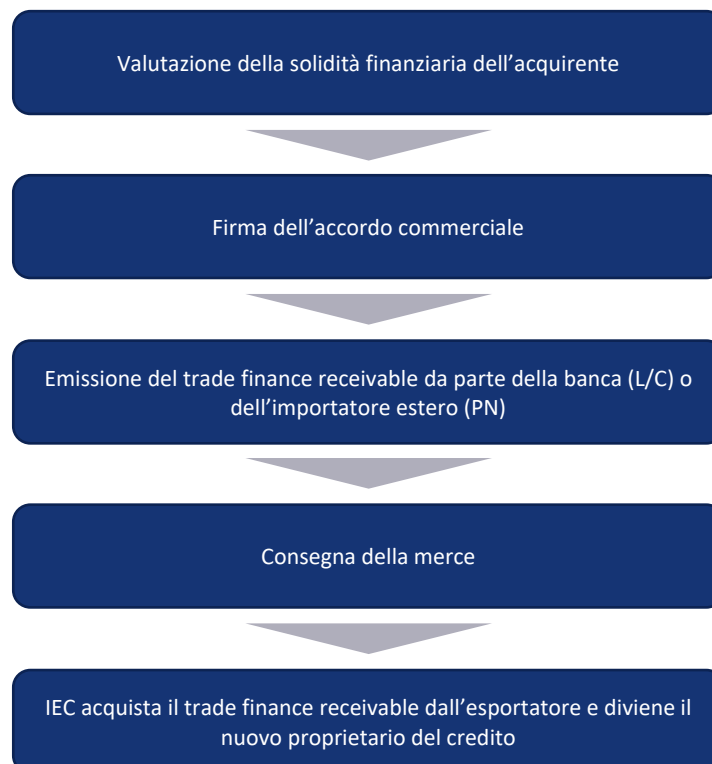 Valutazione della solidità finanziaria dell’acquirente
Firma dell’accordo commerciale
Emissione del trade finance receivable da parte della banca (L/C) o
dell’importatore estero (PN)
Consegna della merce
IEC acquista il trade finance receivable dall’esportatore e diviene il
nuovo proprietario del credito